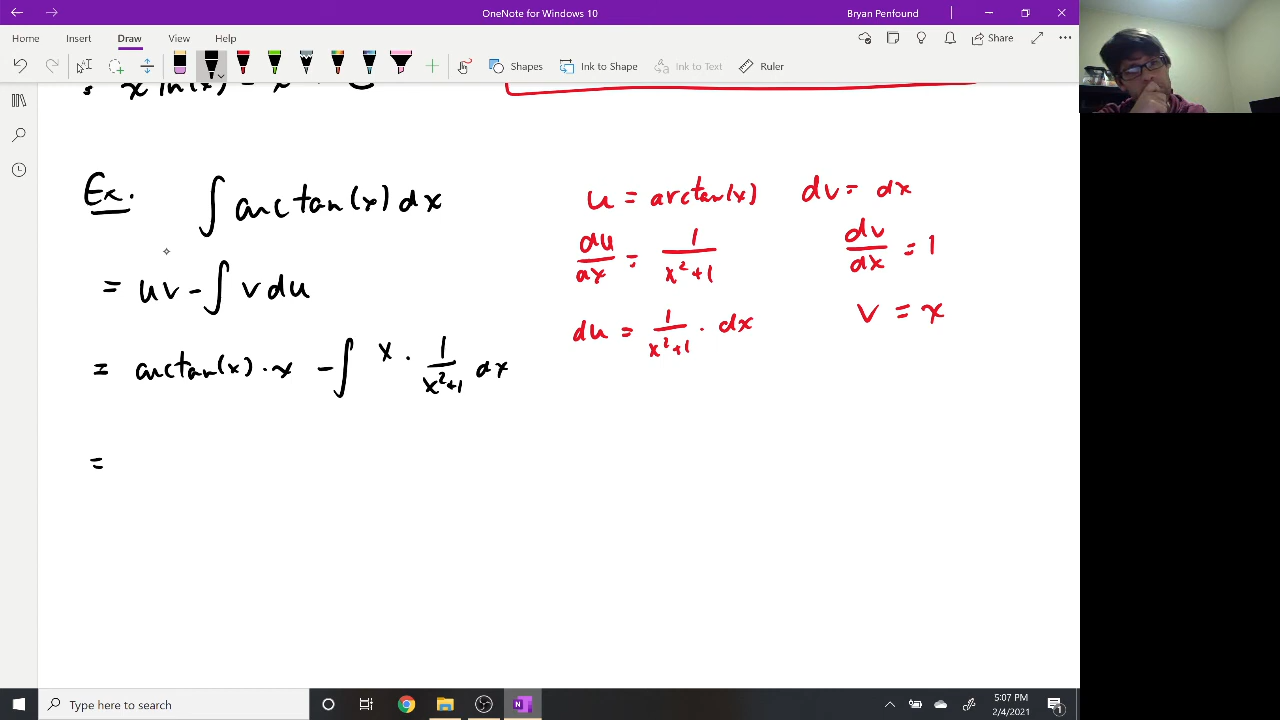 OneNote for Windows 10
Bryan Penfound
Home Insert Draw View Help
Share
Shapes Ink to Shape Ink to Text Ruler
Ex. ∫ arctan(x) dx
= uv - ∫ v du
= arctan(x) · x - ∫ x · 1/(x²+1) dx
=
u = arctan(x) dv = dx
du/dx = 1/(x²+1) dv/dx = 1
du = 1/(x²+1) · dx v = x
Type here to search
5:07 PM
2/4/2021
1